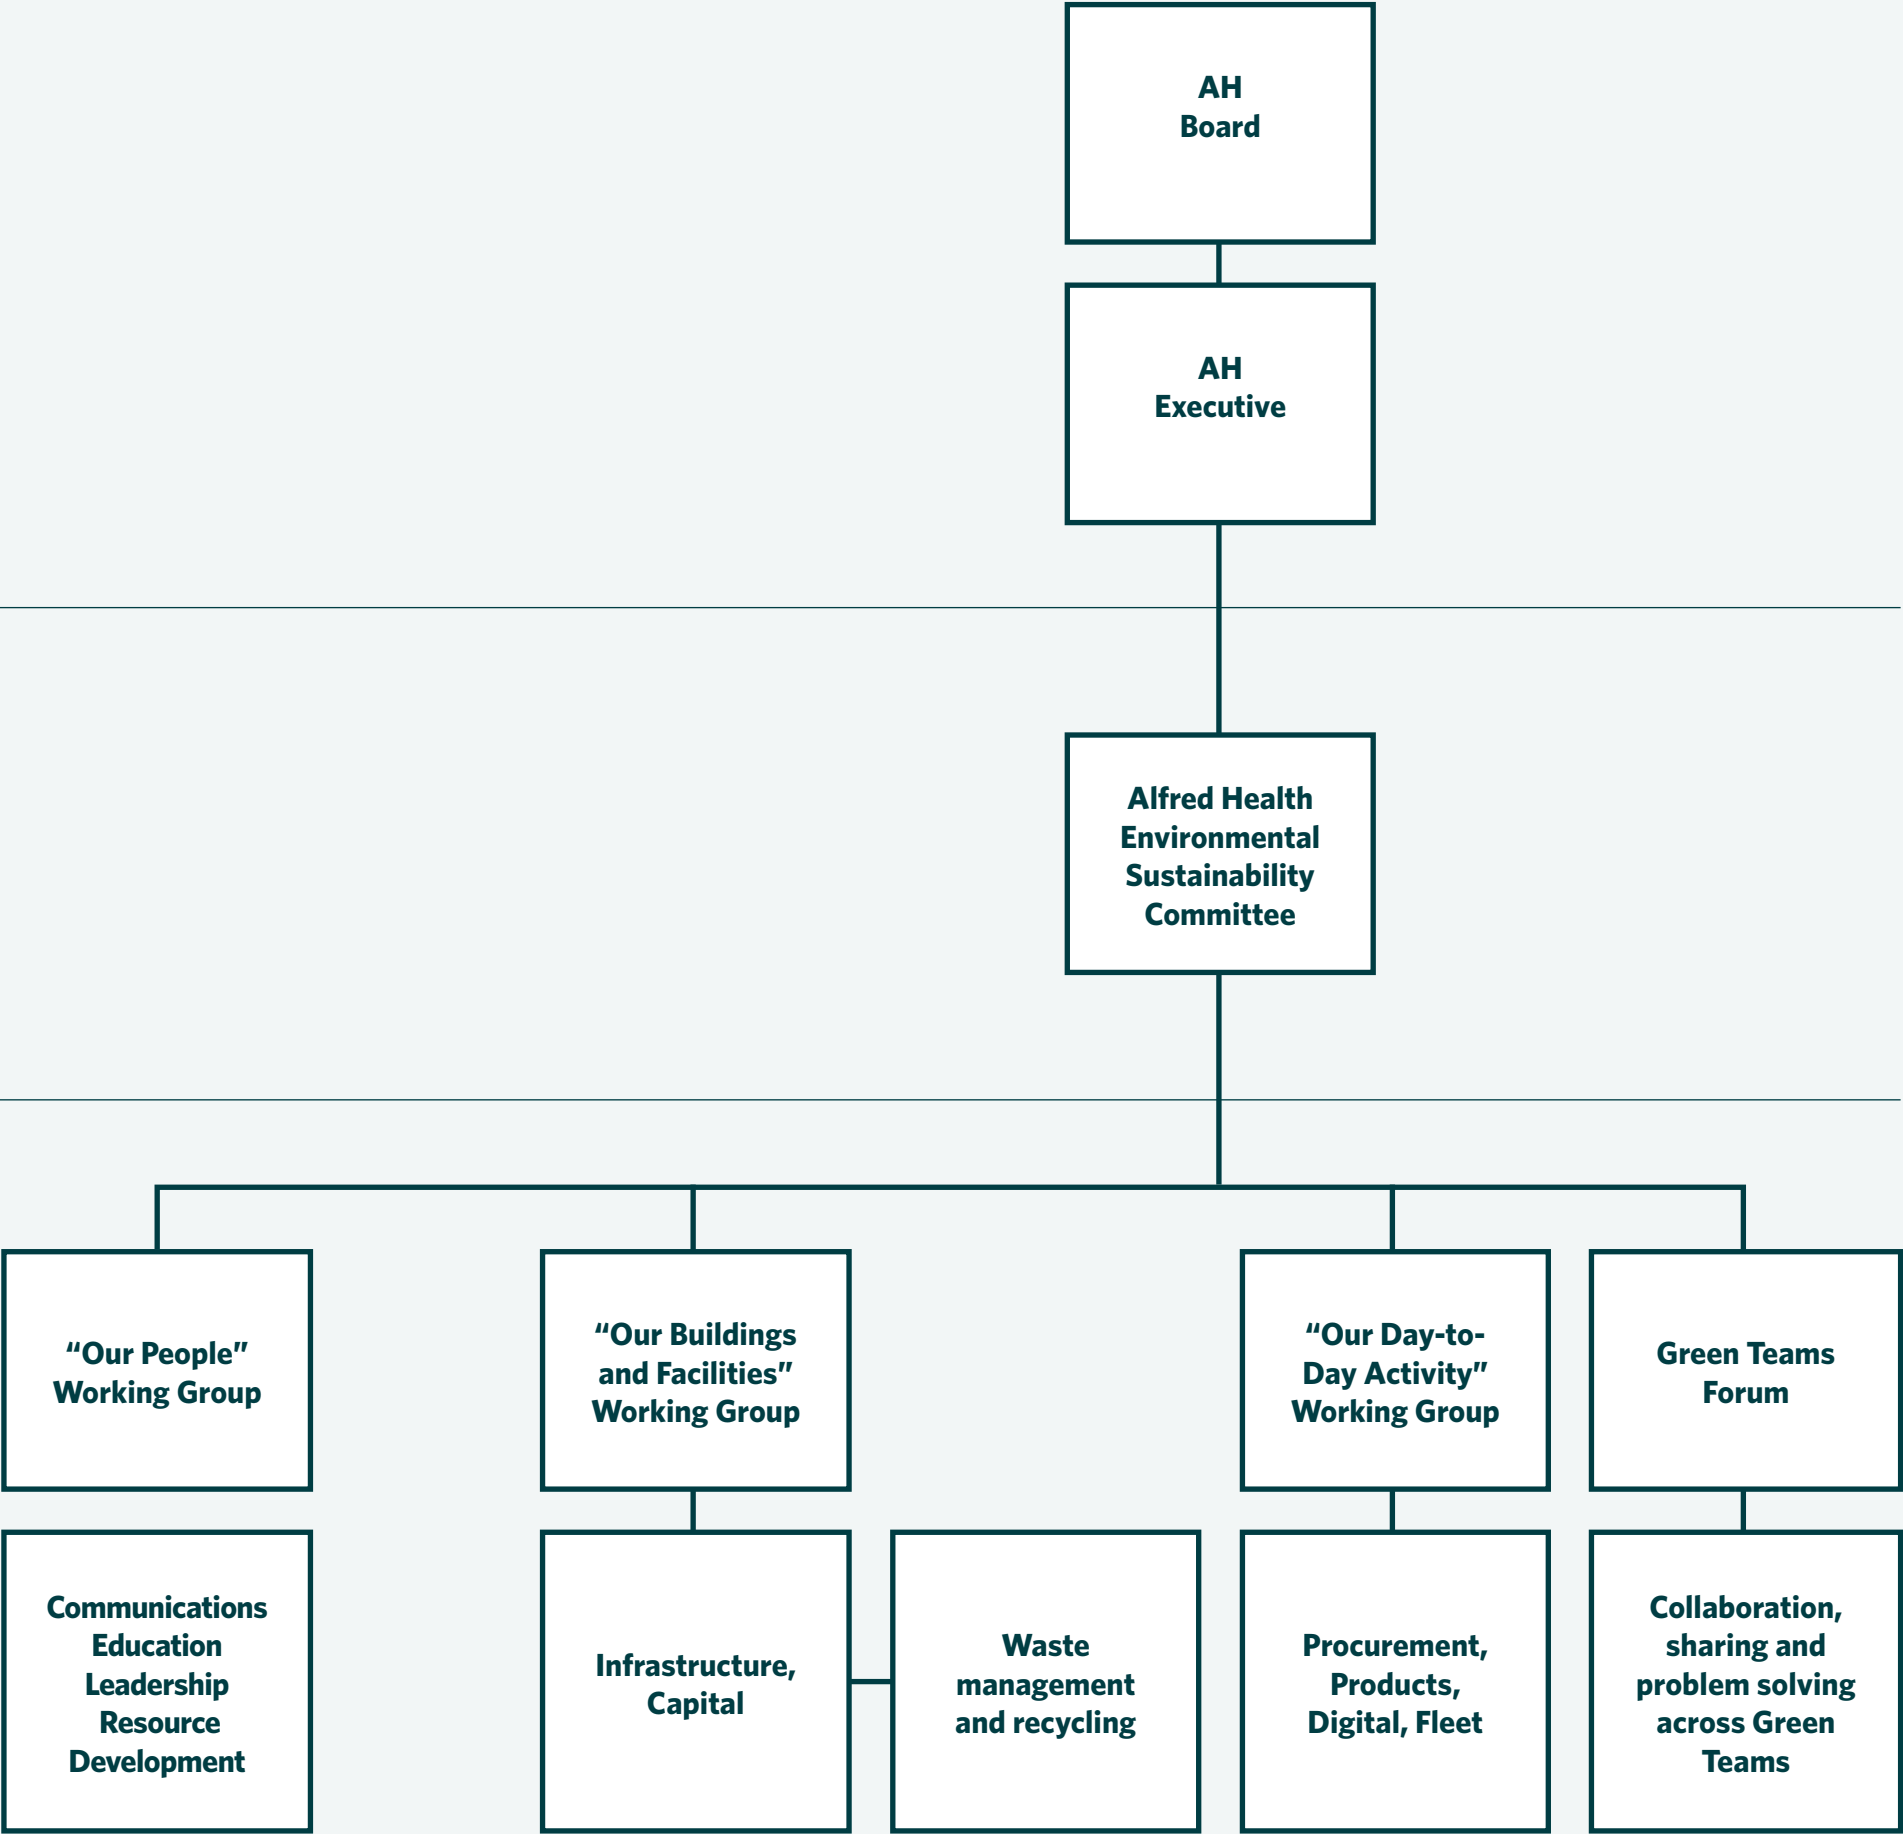 AH
Board
AH
Executive
Alfred Health
Environmental
Sustainability
Committee
“Our People”
Working Group
“Our Buildings
and Facilities”
Working Group
“Our Day-to-
Day Activity”
Working Group
Green Teams
Forum
Communications
Education
Leadership
Resource
Development
Infrastructure,
Capital
Waste
management
and recycling
Procurement,
Products,
Digital, Fleet
Collaboration,
sharing and
problem solving
across Green
Teams